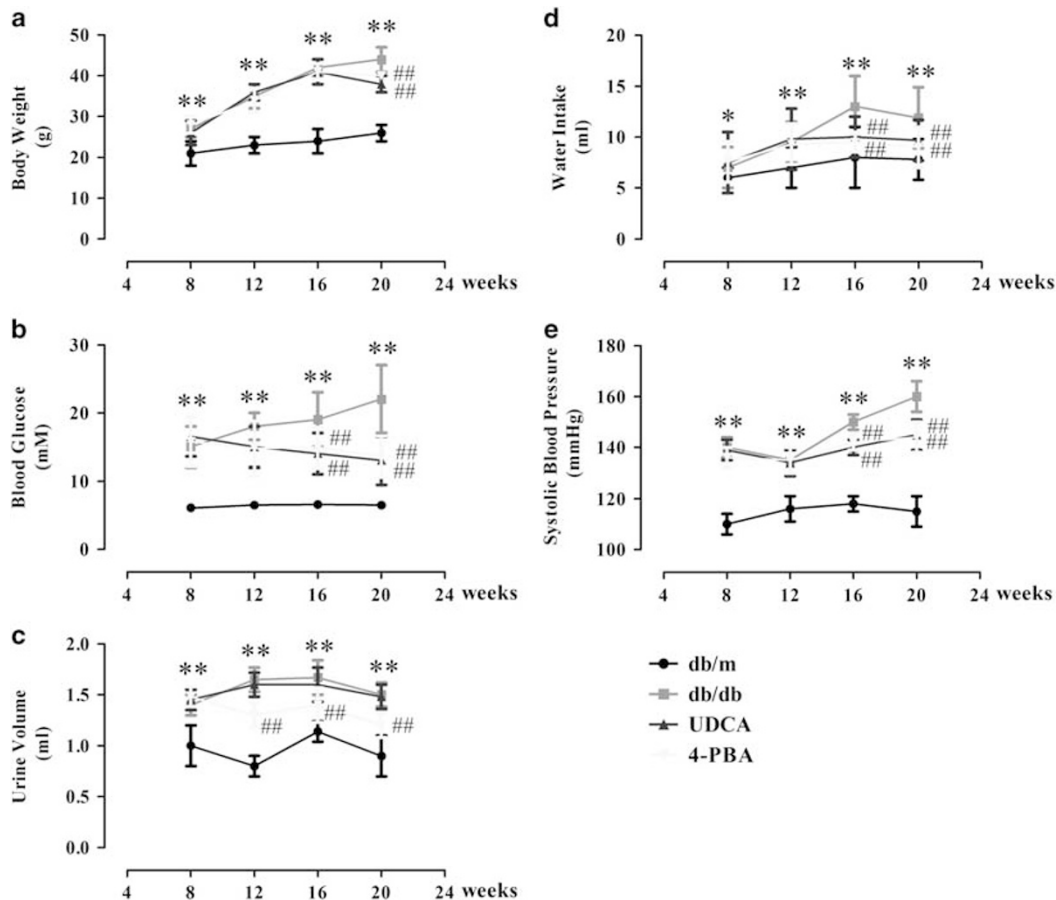 a
Body Weight
(g)
50
40
30
20
10
0
**
**
**
**
##
##
4 8 12 16 20 24 weeks
b
Blood Glucose
(mM)
30
20
10
0
**
**
**
**
##
##
##
##
4 8 12 16 20 24 weeks
c
Urine Volume
(ml)
2.0
1.5
1.0
0.5
0.0
**
**
**
**
##
##
##
4 8 12 16 20 24 weeks
d
Water Intake
(ml)
20
15
10
5
0
*
**
**
**
##
##
##
##
4 8 12 16 20 24 weeks
e
Systolic Blood Pressure
(mmHg)
180
160
140
120
100
**
**
**
**
##
##
##
##
4 8 12 16 20 24 weeks
db/m
db/db
UDCA
4-PBA